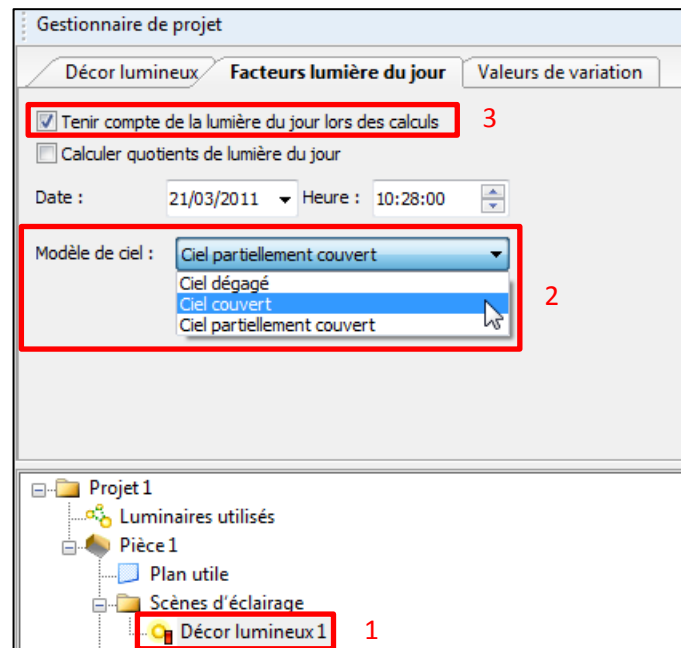 Gestionnaire de projet
Décor lumineux Facteurs lumière du jour Valeurs de variation
Tenir compte de la lumière du jour lors des calculs 3
Calculer quotients de lumière du jour
Date : 21/03/2011 Heure : 10:28:00
Modèle de ciel : Ciel partiellement couvert
Ciel dégagé
Ciel couvert 2
Ciel partiellement couvert
Projet 1
Luminaires utilisés
Pièce 1
Plan utile
Scènes d'éclairage
Décor lumineux 1 1